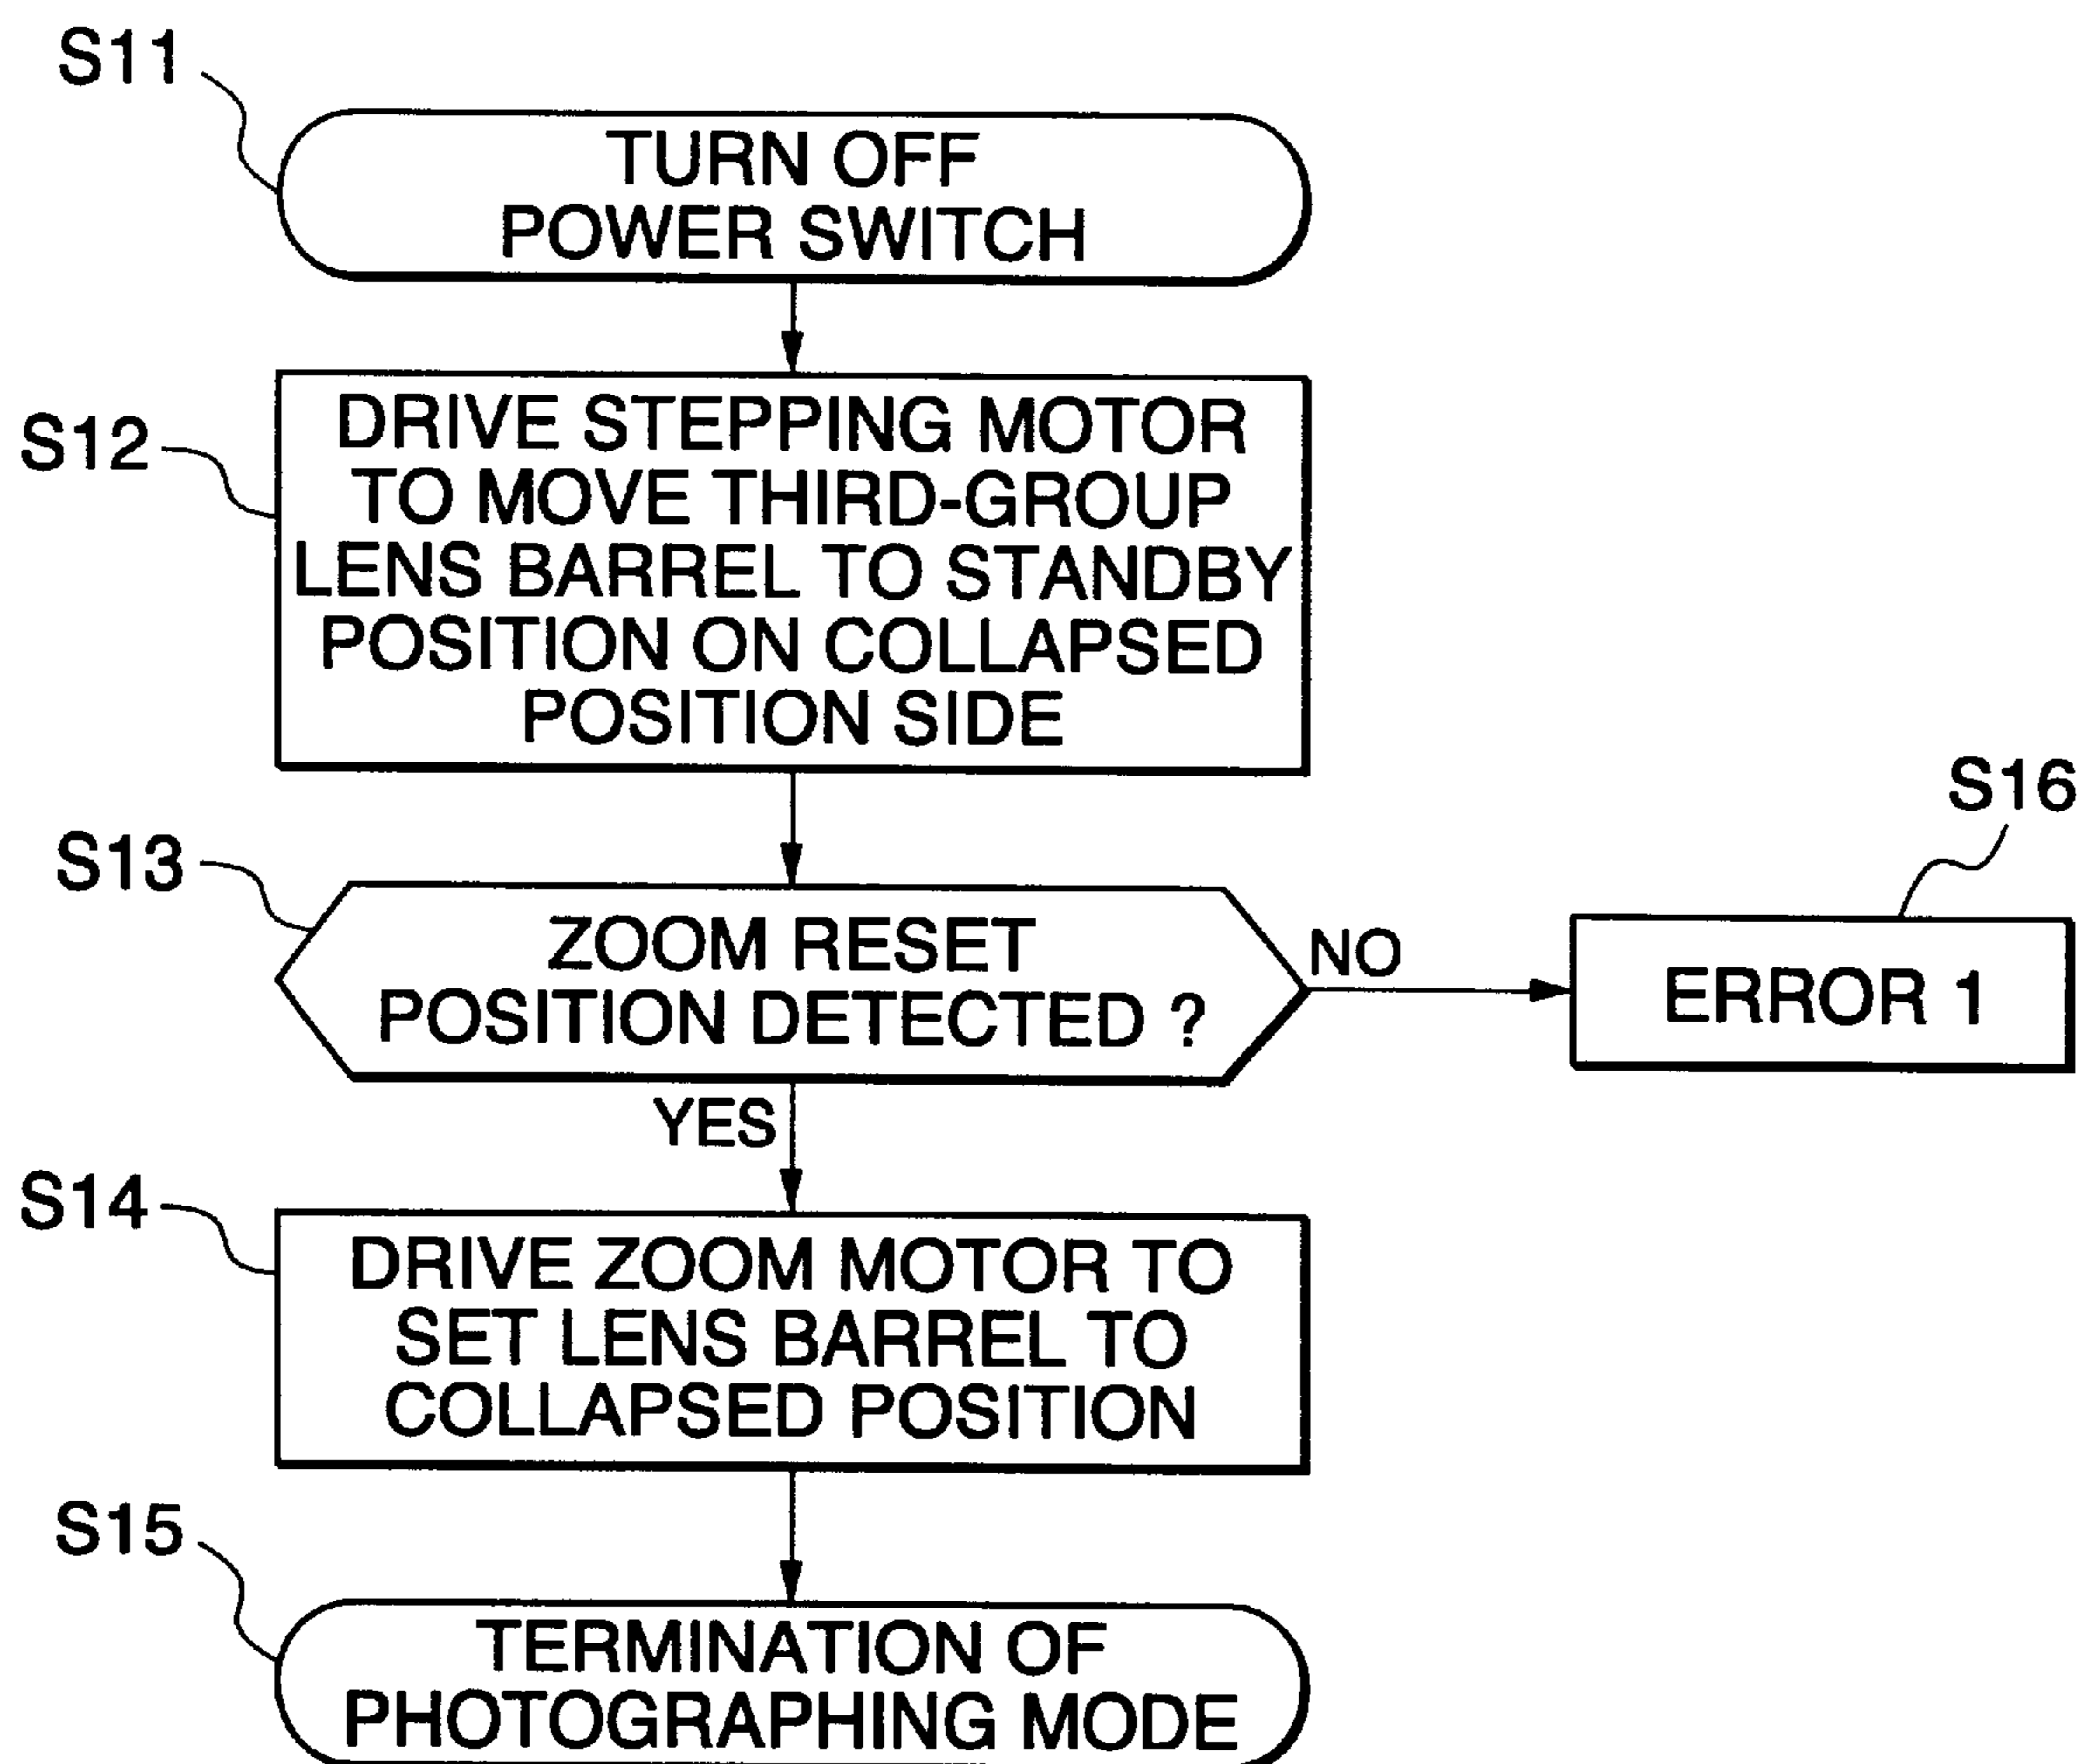 S11
TURN OFF
POWER SWITCH
S12
DRIVE STEPPING MOTOR
TO MOVE THIRD-GROUP
LENS BARREL TO STANDBY
POSITION ON COLLAPSED
POSITION SIDE
S13
ZOOM RESET
POSITION DETECTED ?
NO
S16
ERROR 1
YES
S14
DRIVE ZOOM MOTOR TO
SET LENS BARREL TO
COLLAPSED POSITION
S15
TERMINATION OF
PHOTOGRAPHING MODE